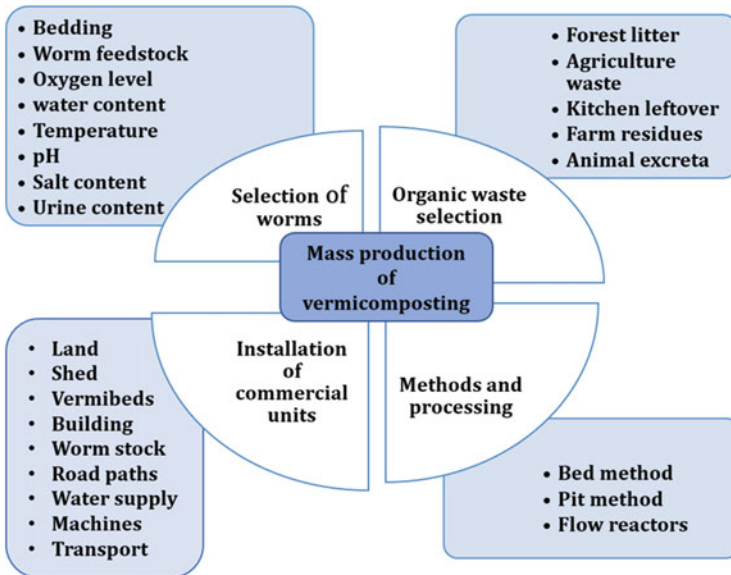 • Bedding
• Worm feedstock
• Oxygen level
• water content
• Temperature
• pH
• Salt content
• Urine content
• Forest litter
• Agriculture
waste
• Kitchen leftover
• Farm residues
• Animal excreta
Selection of
worms
Organic waste
selection
Mass production
of
vermicomposting
Installation
of
commercial
units
Methods and
processing
• Land
• Shed
• Vermibeds
• Building
• Worm stock
• Road paths
• Water supply
• Machines
• Transport
• Bed method
• Pit method
• Flow reactors